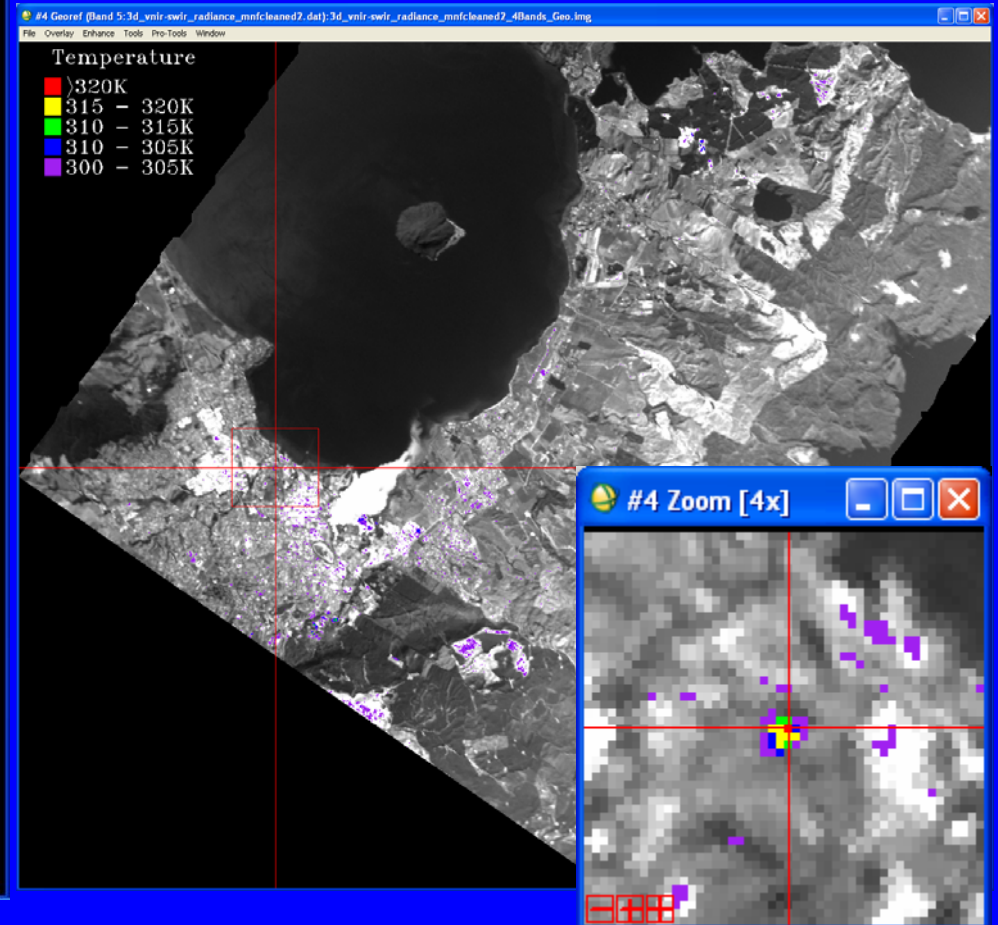 #4 Georef (Band 5:3d_vnir-swir_radiance_mnfcleaned2.dat):3d_vnir-swir_radiance_mnfcleaned2_4Bands_Geo.img
File Overlay Enhance Tools Pro-Tools Window
Temperature
>320K
315 - 320K
310 - 315K
310 - 305K
300 - 305K
#4 Zoom [4x]